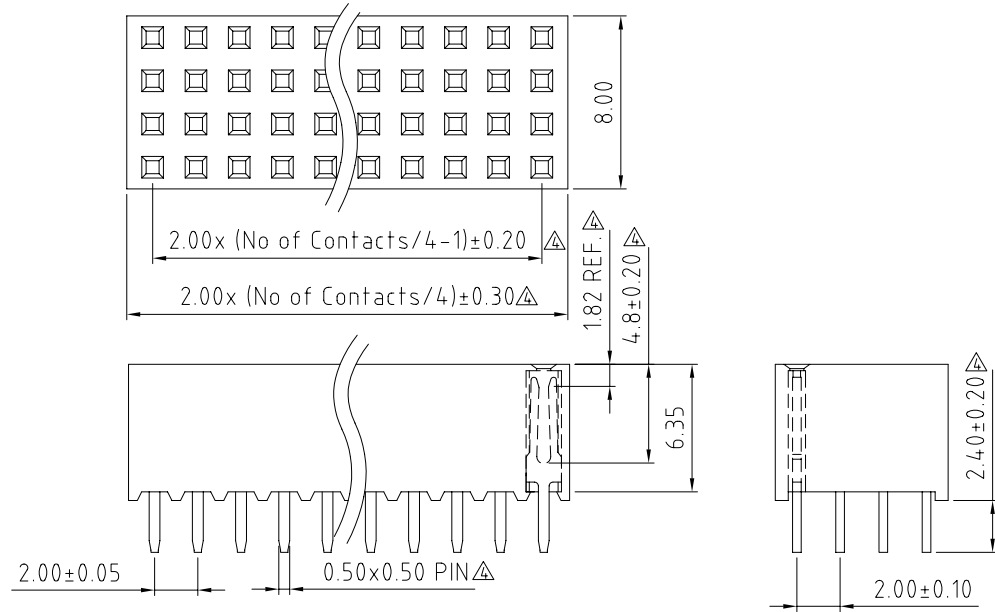 8.00
2.00x (No of Contacts/4-1)±0.20 4
2.00x (No of Contacts/4)±0.30 4
1.82 REF. 4
4.8±0.20 4
6.35
2.40±0.20 4
2.00±0.05
0.50x0.50 PIN 4
2.00±0.10